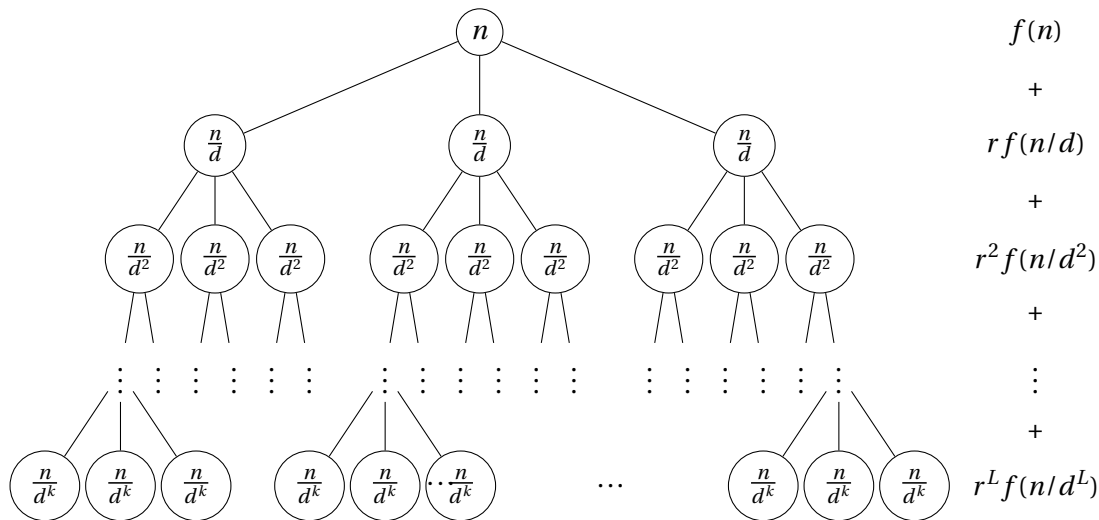 n f(n)
+
n/d n/d n/d r f(n/d)
+
n/d² n/d² n/d² n/d² n/d² n/d² n/d² n/d² n/d² r² f(n/d²)
+
⋮ ⋮ ⋮ ⋮ ⋮ ⋮ ⋮ ⋮ ⋮ ⋮ ⋮ ⋮ ⋮ ⋮ ⋮ ⋮ ⋮ ⋮ ⋮
+
n/dᵏ n/dᵏ n/dᵏ n/dᵏ n/dᵏ ... n/dᵏ ... n/dᵏ n/dᵏ n/dᵏ r^L f(n/d^L)